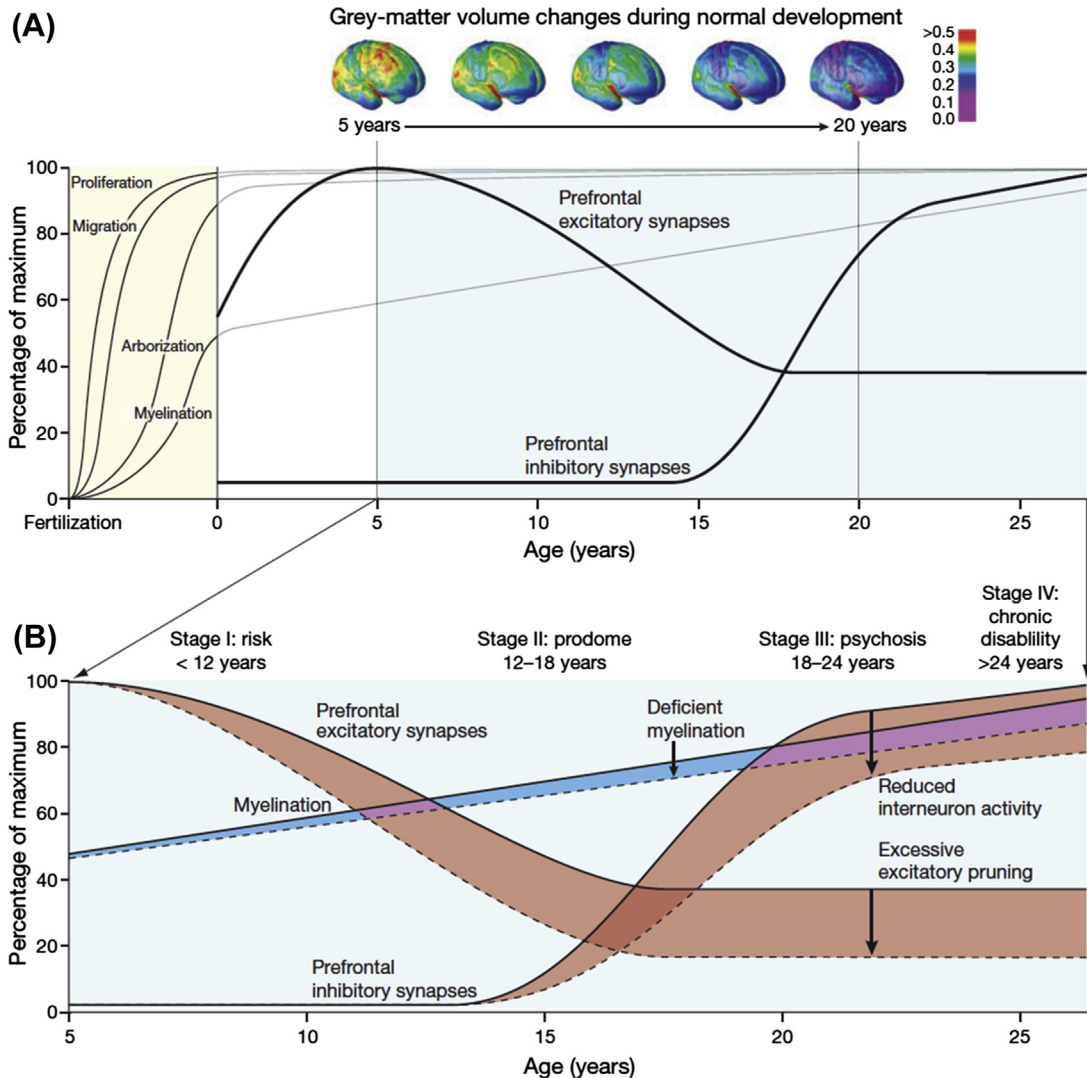 (A)
Grey-matter volume changes during normal development
>0.5
0.4
0.3
0.2
0.1
0.0
5 years
20 years
Percentage of maximum
100
80
60
40
20
0
Proliferation
Migration
Arborization
Myelination
Prefrontal
excitatory synapses
Prefrontal
inhibitory synapses
Fertilization
0
5
10
15
20
25
Age (years)
(B)
Stage I: risk
< 12 years
Stage II: prodome
12–18 years
Stage III: psychosis
18–24 years
Stage IV:
chronic
disablility
>24 years
Percentage of maximum
100
80
60
40
20
0
Prefrontal
excitatory synapses
Deficient
myelination
Myelination
Reduced
interneuron activity
Excessive
excitatory pruning
Prefrontal
inhibitory synapses
5
10
15
20
25
Age (years)